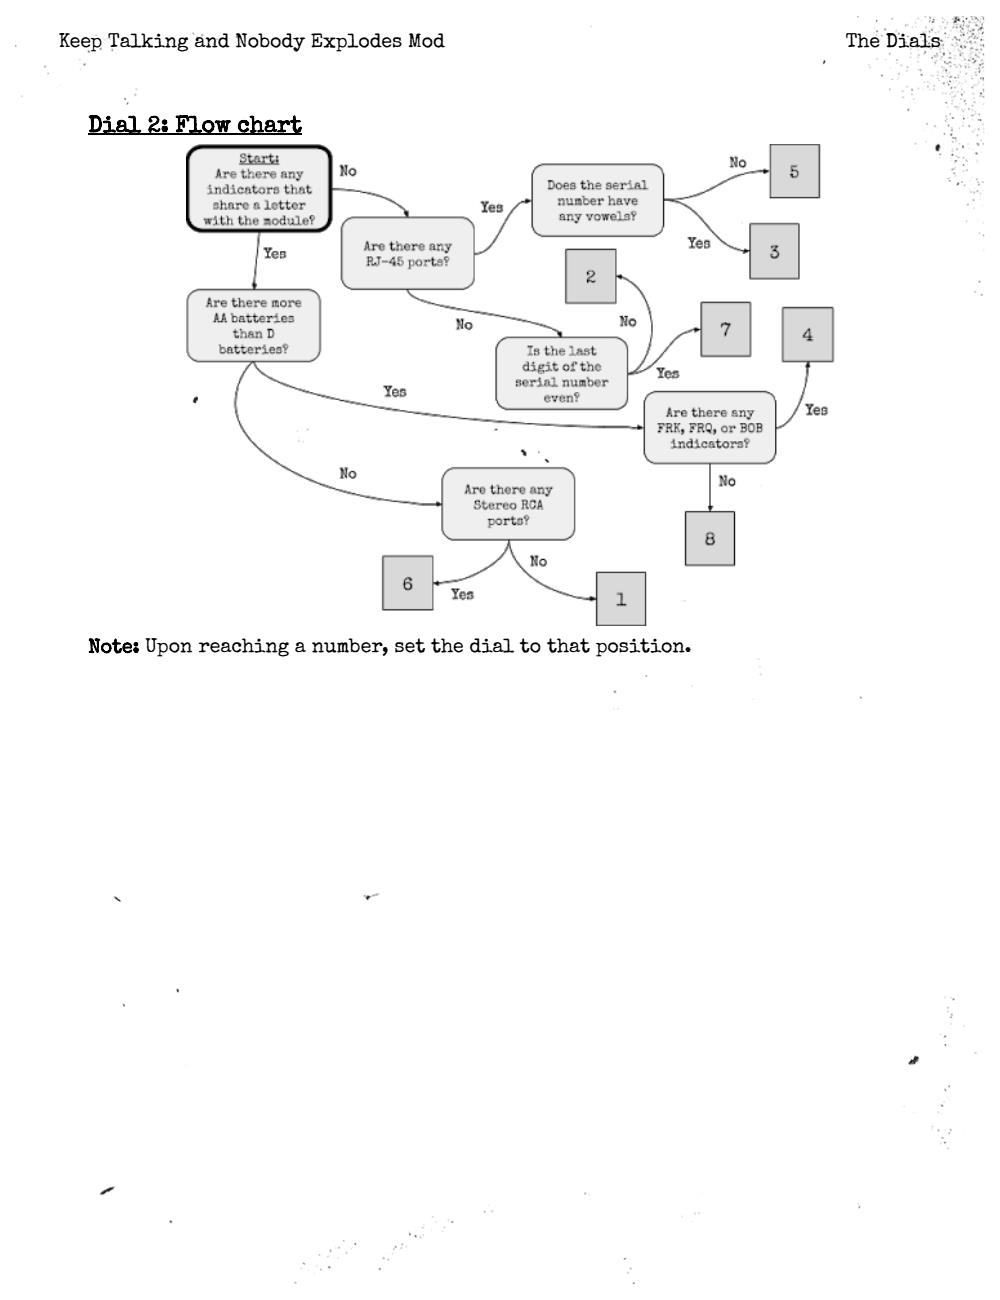 Keep Talking and Nobody Explodes Mod
The Dials
Dial 2: Flow chart
Start:
Are there any
indicators that
share a letter
with the module?
No
Yes
Are there any
RJ-45 ports?
Yes
No
Does the serial
number have
any vowels?
No
5
Yes
3
2
No
Is the last
digit of the
serial number
even?
Yes
7
Are there more
AA batteries
than D
batteries?
Yes
No
Are there any
FRK, FRQ, or BOB
indicators?
Yes
4
No
8
Are there any
Stereo RCA
ports?
Yes
6
No
1
Note: Upon reaching a number, set the dial to that position.